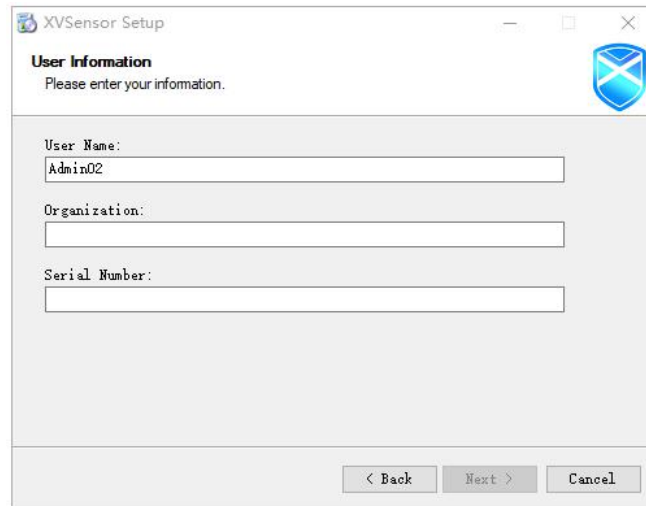 XVSensor Setup
User Information
Please enter your information.
User Name:
Admin02
Organization:
Serial Number:
< Back
Next >
Cancel